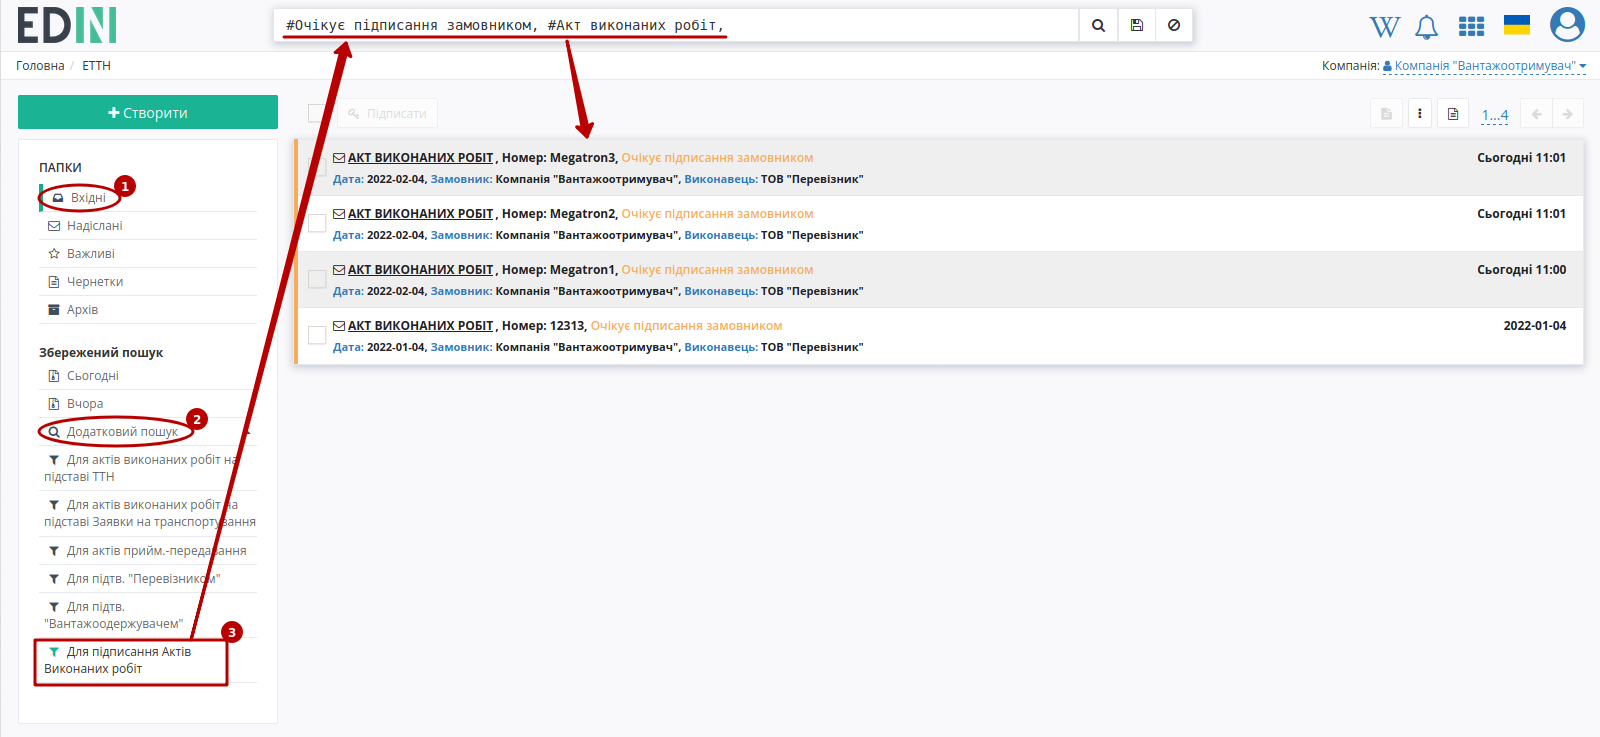 EDIN
#Очікує підписання замовником, #Акт виконаних робіт,
W
Головна / ЕТТН
Компанія: Компанія "Вантажоотримувач"
+ Створити
Підписати
1...4
ПАПКИ
1
Вхідні
Надіслані
Важливі
Чернетки
Архів
Збережений пошук
Сьогодні
Вчора
2
Додатковий пошук
Для актів виконаних робіт на
підставі ТТН
Для актів виконаних робіт на
підставі Заявки на транспортування
Для актів прийм.-передавання
Для підтв. "Перевізником"
Для підтв.
"Вантажоодержувачем"
3
Для підписання Актів
Виконаних робіт
АКТ ВИКОНАНИХ РОБІТ , Номер: Megatron3, Очікує підписання замовником Сьогодні 11:01
Дата: 2022-02-04, Замовник: Компанія "Вантажоотримувач", Виконавець: ТОВ "Перевізник"
АКТ ВИКОНАНИХ РОБІТ , Номер: Megatron2, Очікує підписання замовником Сьогодні 11:01
Дата: 2022-02-04, Замовник: Компанія "Вантажоотримувач", Виконавець: ТОВ "Перевізник"
АКТ ВИКОНАНИХ РОБІТ , Номер: Megatron1, Очікує підписання замовником Сьогодні 11:00
Дата: 2022-02-04, Замовник: Компанія "Вантажоотримувач", Виконавець: ТОВ "Перевізник"
АКТ ВИКОНАНИХ РОБІТ , Номер: 12313, Очікує підписання замовником 2022-01-04
Дата: 2022-01-04, Замовник: Компанія "Вантажоотримувач", Виконавець: ТОВ "Перевізник"